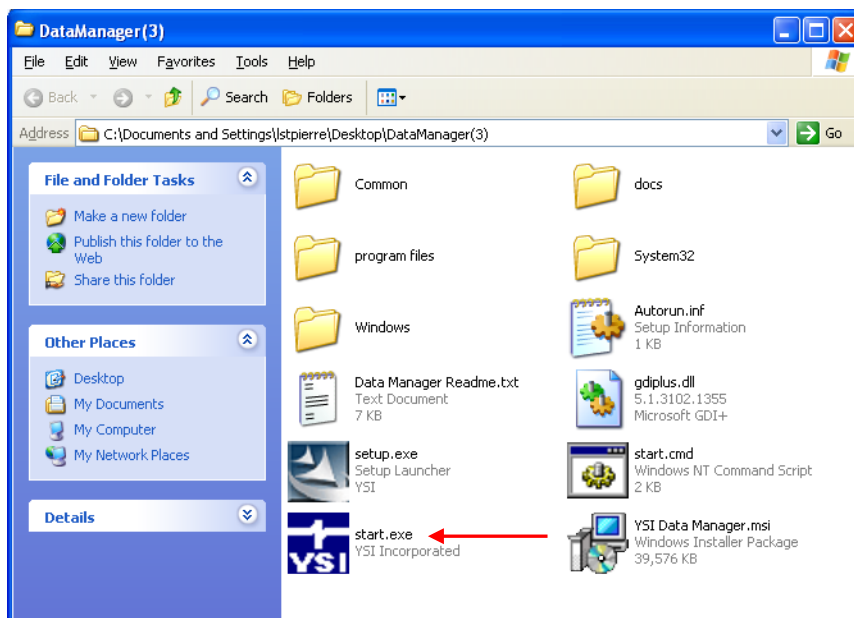 DataManager(3)
File Edit View Favorites Tools Help
Back Search Folders
Address C:\Documents and Settings\lstpierre\Desktop\DataManager(3) Go
File and Folder Tasks
Make a new folder
Publish this folder to the
Web
Share this folder
Other Places
Desktop
My Documents
My Computer
My Network Places
Details
Common
docs
program files
System32
Windows
Autorun.inf
Setup Information
1 KB
Data Manager Readme.txt
Text Document
7 KB
gdiplus.dll
5.1.3102.1355
Microsoft GDI+
setup.exe
Setup Launcher
YSI
start.cmd
Windows NT Command Script
2 KB
YSI
start.exe
YSI Incorporated
YSI Data Manager.msi
Windows Installer Package
39,576 KB